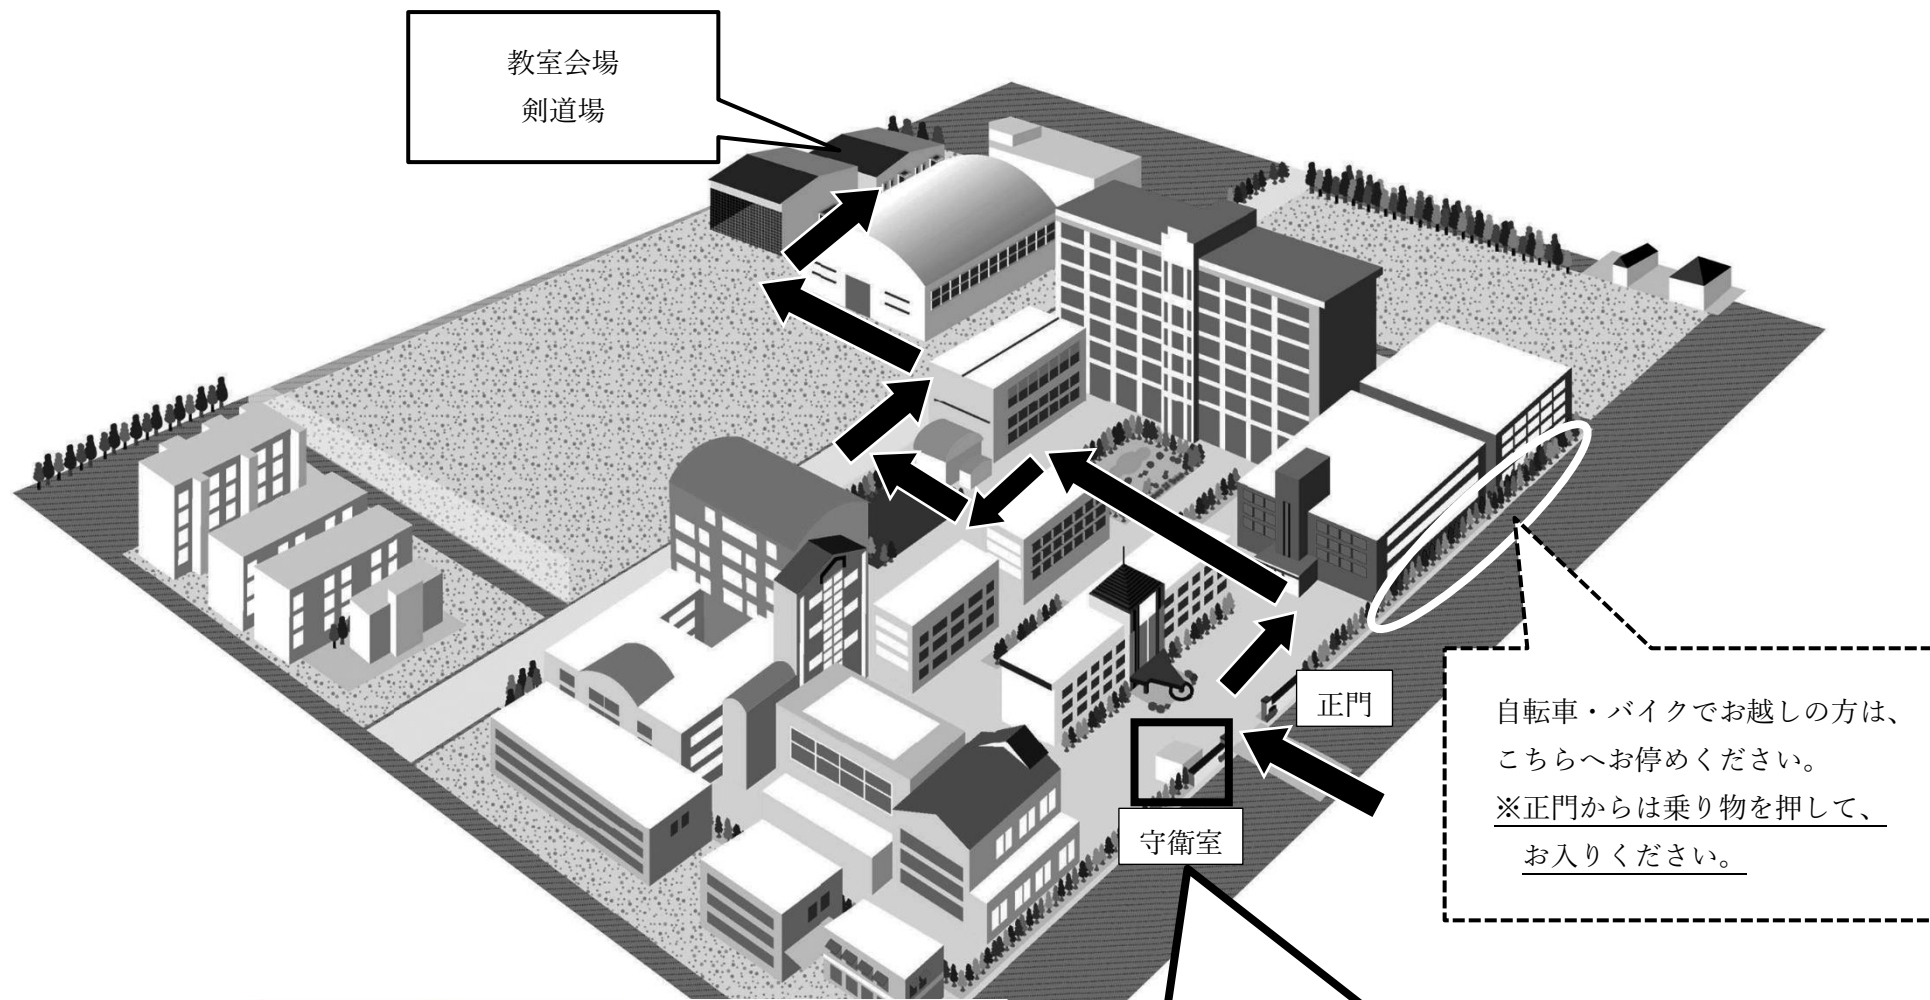 教室会場
剣道場
正門
自転車・バイクでお越しの方は、
こちらへお停めください。
※正門からは乗り物を押して、
お入りください。
守衛室